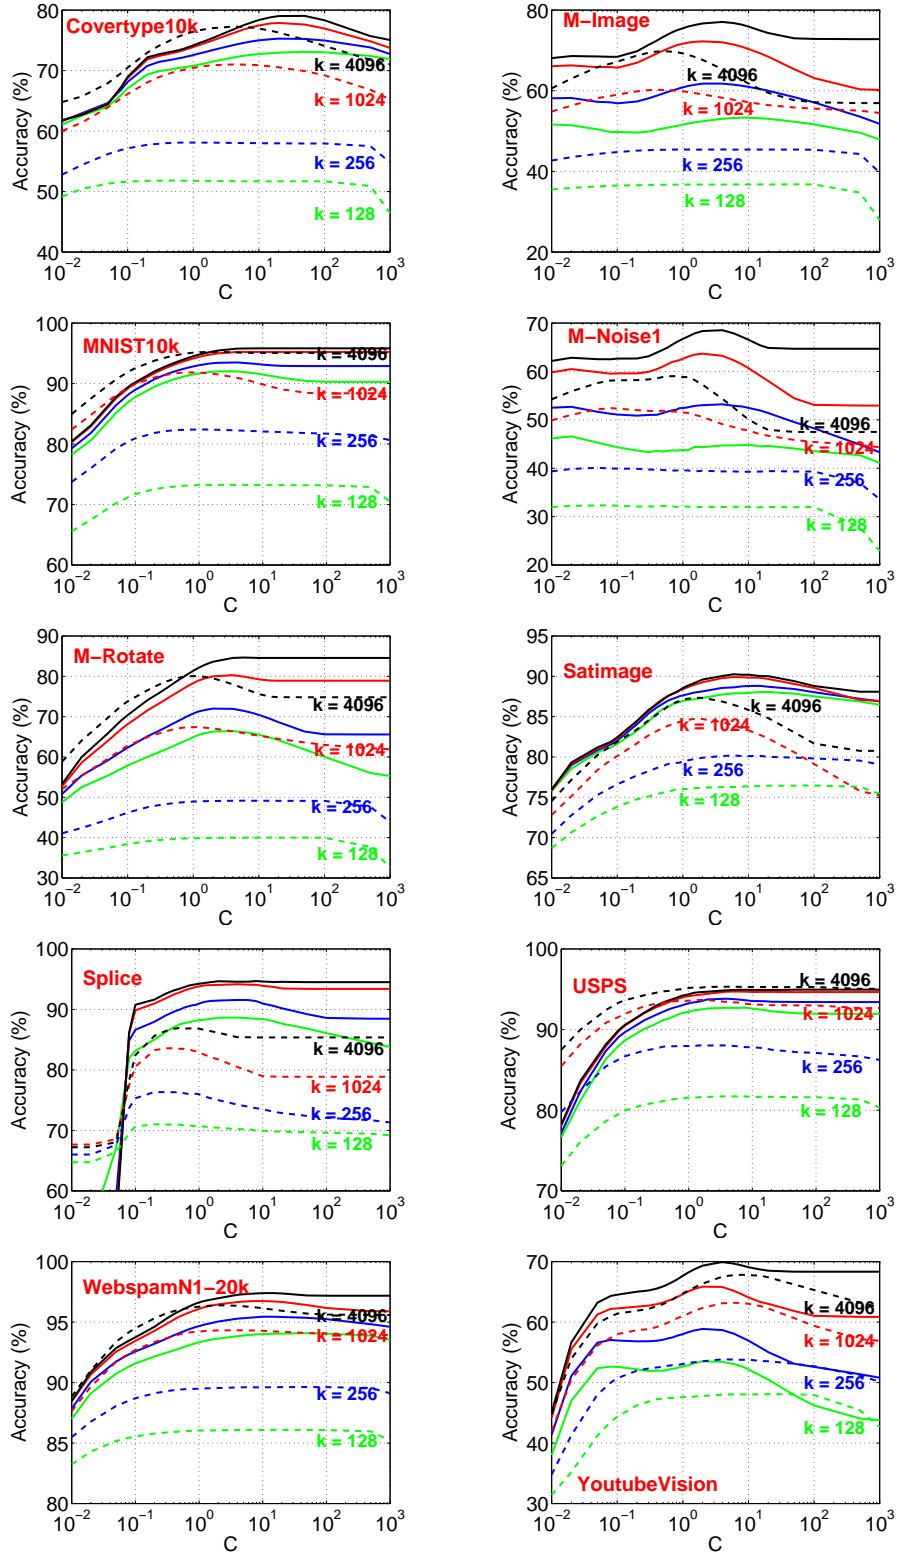 Covertype10k
k = 4096
k = 1024
k = 256
k = 128
Accuracy (%)
80
70
60
50
40
10^−2 10^−1 10^0 10^1 10^2 10^3
C
M−Image
k = 4096
k = 1024
k = 256
k = 128
Accuracy (%)
80
60
40
20
10^−2 10^−1 10^0 10^1 10^2 10^3
C
MNIST10k
k = 4096
k = 1024
k = 256
k = 128
Accuracy (%)
100
90
80
70
60
10^−2 10^−1 10^0 10^1 10^2 10^3
C
M−Noise1
k = 4096
k = 1024
k = 256
k = 128
Accuracy (%)
70
60
50
40
30
20
10^−2 10^−1 10^0 10^1 10^2 10^3
C
M−Rotate
k = 4096
k = 1024
k = 256
k = 128
Accuracy (%)
90
80
70
60
50
40
30
10^−2 10^−1 10^0 10^1 10^2 10^3
C
Satimage
k = 4096
k = 1024
k = 256
k = 128
Accuracy (%)
95
90
85
80
75
70
65
10^−2 10^−1 10^0 10^1 10^2 10^3
C
Splice
k = 4096
k = 1024
k = 256
k = 128
Accuracy (%)
100
90
80
70
60
10^−2 10^−1 10^0 10^1 10^2 10^3
C
USPS
k = 4096
k = 1024
k = 256
k = 128
Accuracy (%)
100
90
80
70
10^−2 10^−1 10^0 10^1 10^2 10^3
C
WebspamN1−20k
k = 4096
k = 1024
k = 256
k = 128
Accuracy (%)
100
95
90
85
80
10^−2 10^−1 10^0 10^1 10^2 10^3
C
k = 4096
k = 1024
k = 256
k = 128
YoutubeVision
Accuracy (%)
70
60
50
40
30
10^−2 10^−1 10^0 10^1 10^2 10^3
C